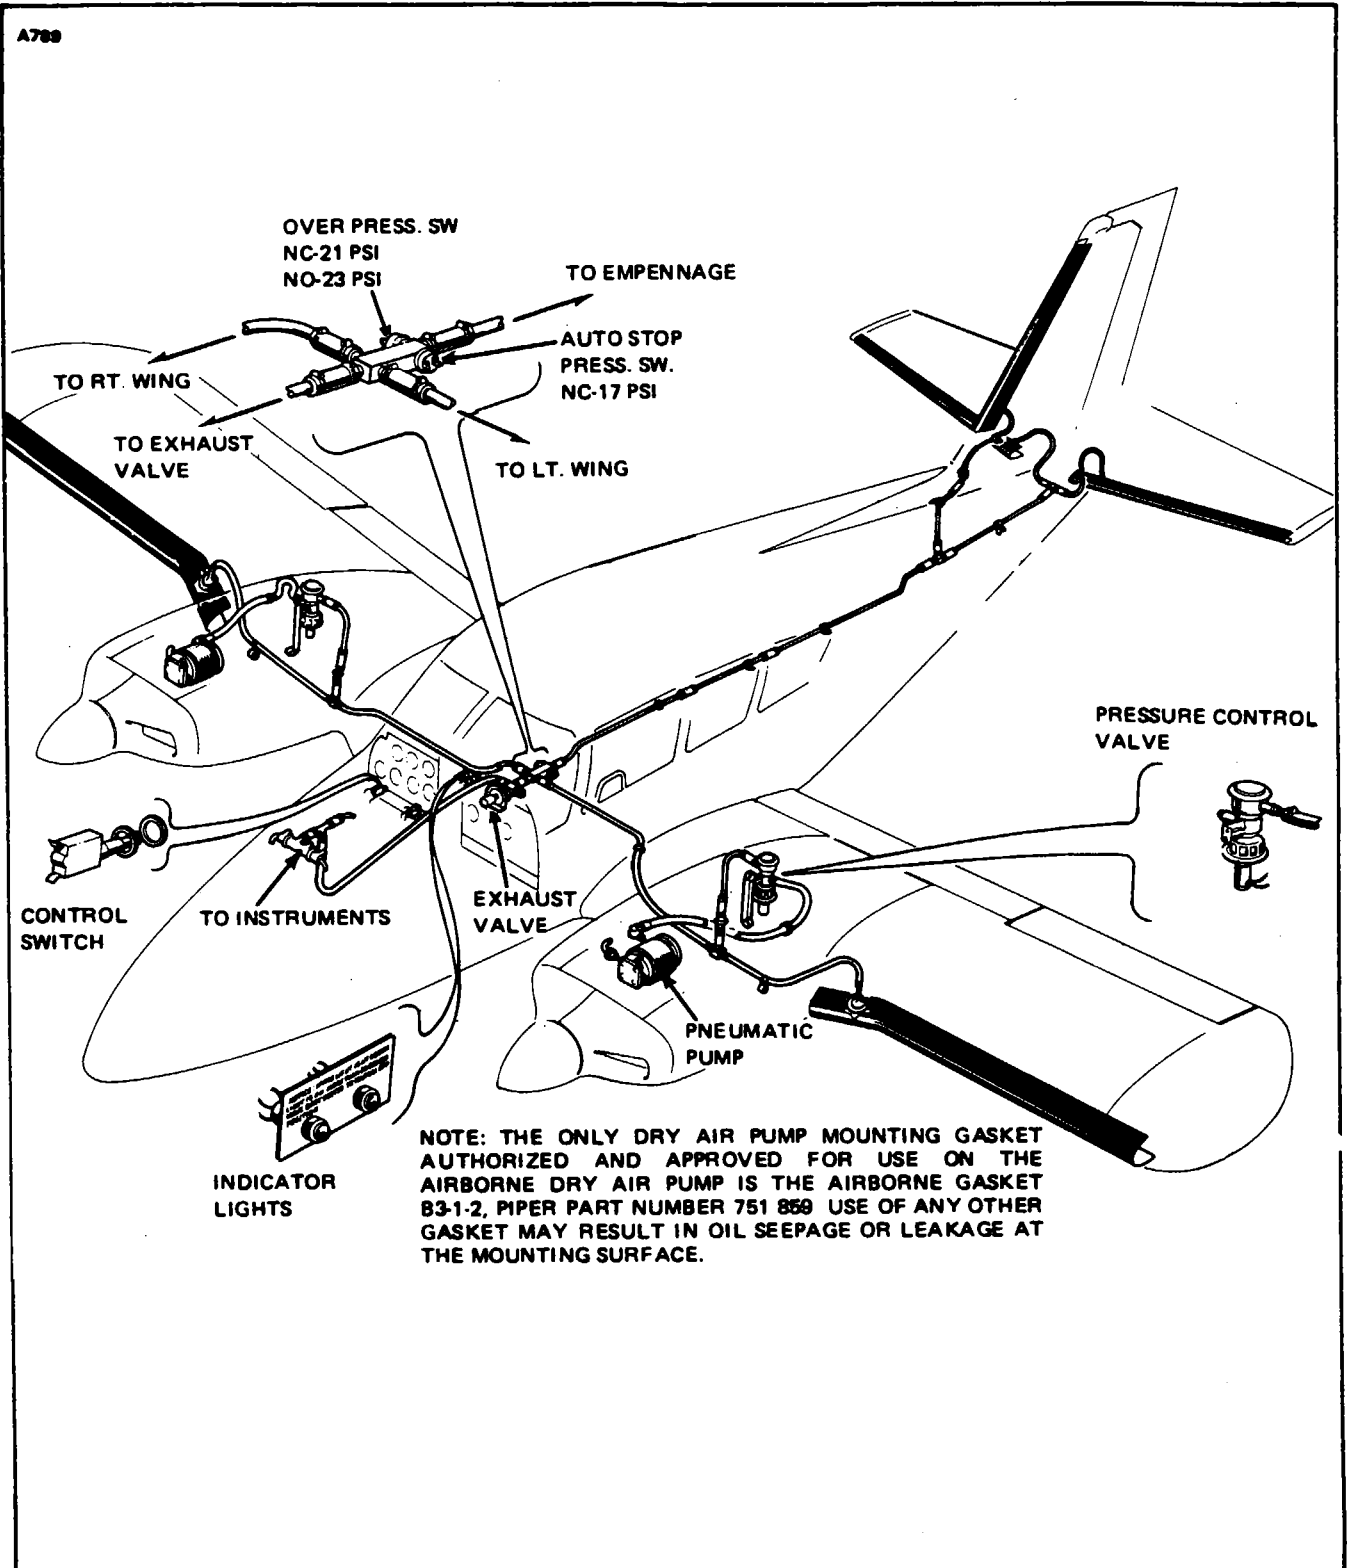 A789
OVER PRESS. SW
NC-21 PSI
NO-23 PSI
TO EMPENNAGE
AUTO STOP
PRESS. SW.
NC-17 PSI
TO RT. WING
TO EXHAUST
VALVE
TO LT. WING
PRESSURE CONTROL
VALVE
CONTROL
SWITCH
TO INSTRUMENTS
EXHAUST
VALVE
PNEUMATIC
PUMP
INDICATOR
LIGHTS
NOTE: THE ONLY DRY AIR PUMP MOUNTING GASKET
AUTHORIZED AND APPROVED FOR USE ON THE
AIRBORNE DRY AIR PUMP IS THE AIRBORNE GASKET
B3-1-2, PIPER PART NUMBER 751 859 USE OF ANY OTHER
GASKET MAY RESULT IN OIL SEEPAGE OR LEAKAGE AT
THE MOUNTING SURFACE.